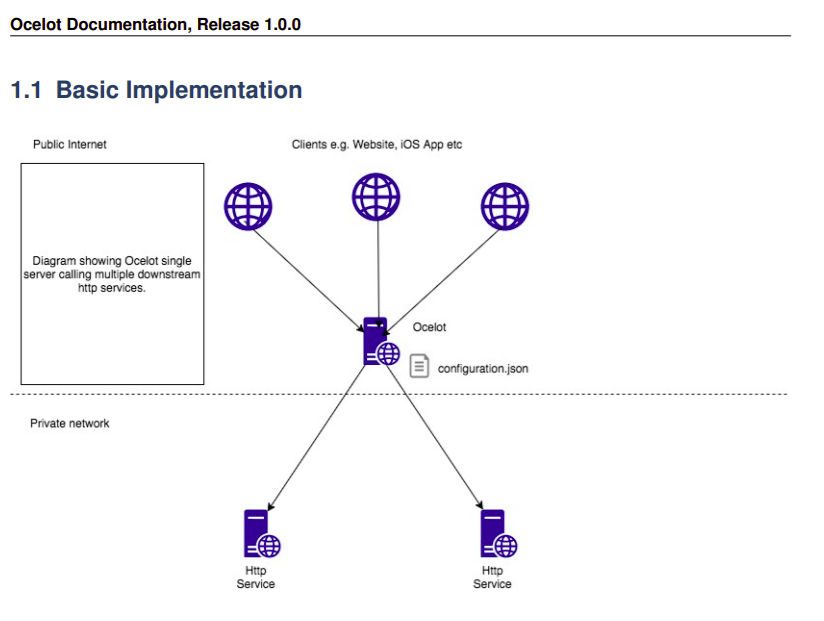 Ocelot Documentation, Release 1.0.0
1.1 Basic Implementation
Public Internet
Clients e.g. Website, iOS App etc
Diagram showing Ocelot single
server calling multiple downstream
http services.
Ocelot
configuration.json
Private network
Http
Service
Http
Service